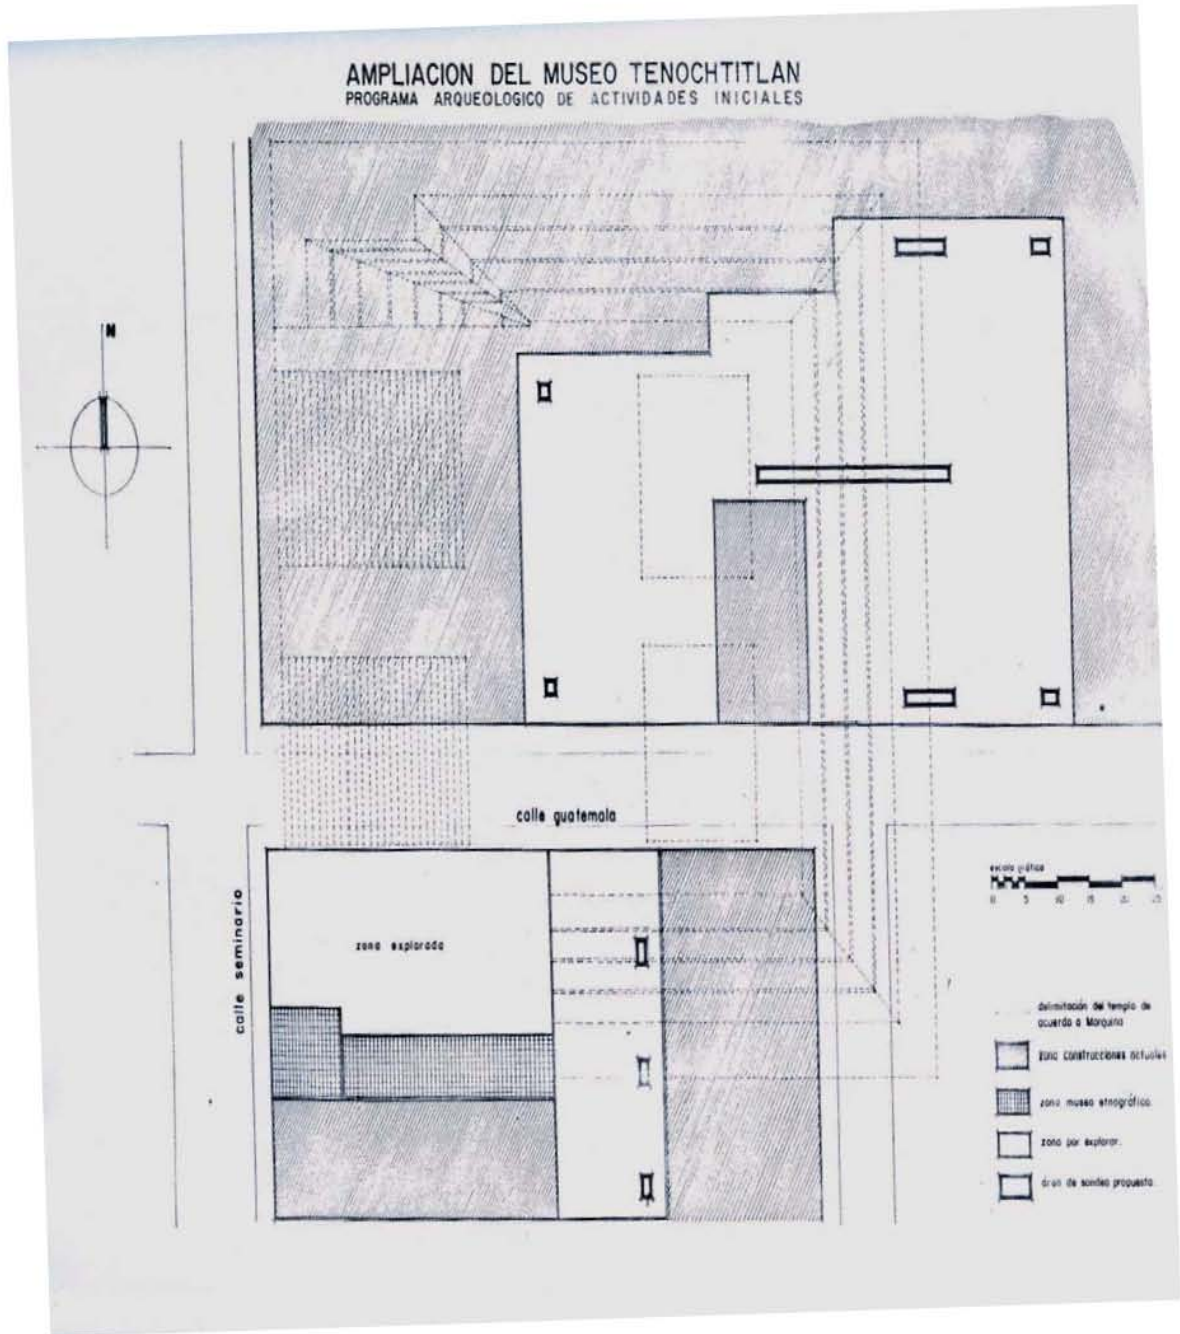 AMPLIACION DEL MUSEO TENOCHTITLAN
PROGRAMA ARQUEOLOGICO DE ACTIVIDADES INICIALES
N
calle guatemala
calle seminario
zona explorada
escala gráfica
0 5 10 15 20 25
delimitación del templo de
acuerdo a Marquina
zona construcciones actuales
zona museo etnográfico.
zona por explorar.
área de sondeo propuesta.